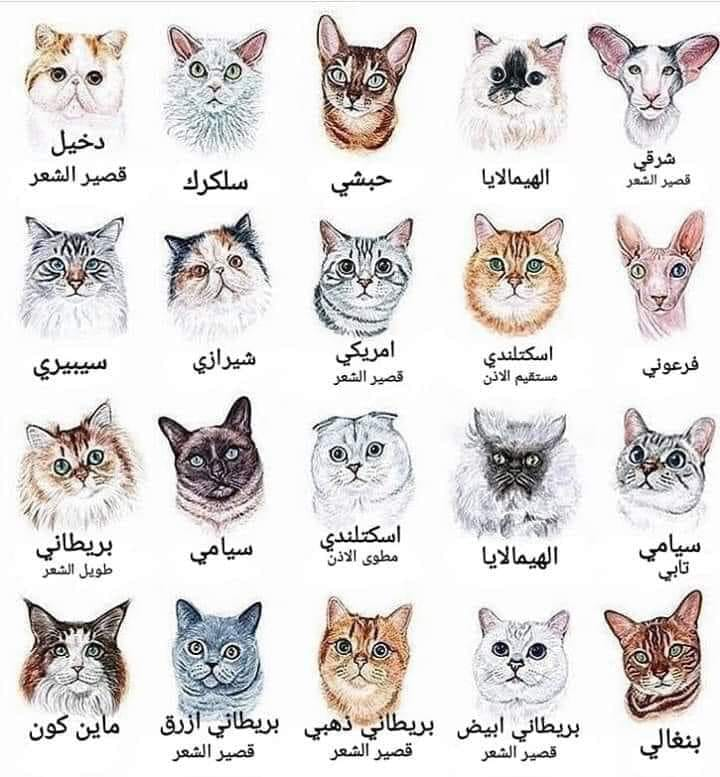 دخيل
قصير الشعر
سلكرك
حبشي
الهيمالايا
شرقي
قصير الشعر
سيبيري
شيرازي
امريكي
قصير الشعر
اسكتلندي
مستقيم الاذن
فرعوني
بريطاني
طويل الشعر
سيامي
اسكتلندي
مطوى الاذن
الهيمالايا
سيامي
تابي
ماين كون
بريطاني ازرق
قصير الشعر
بريطاني ذهبي
قصير الشعر
بريطاني ابيض
قصير الشعر
بنغالي